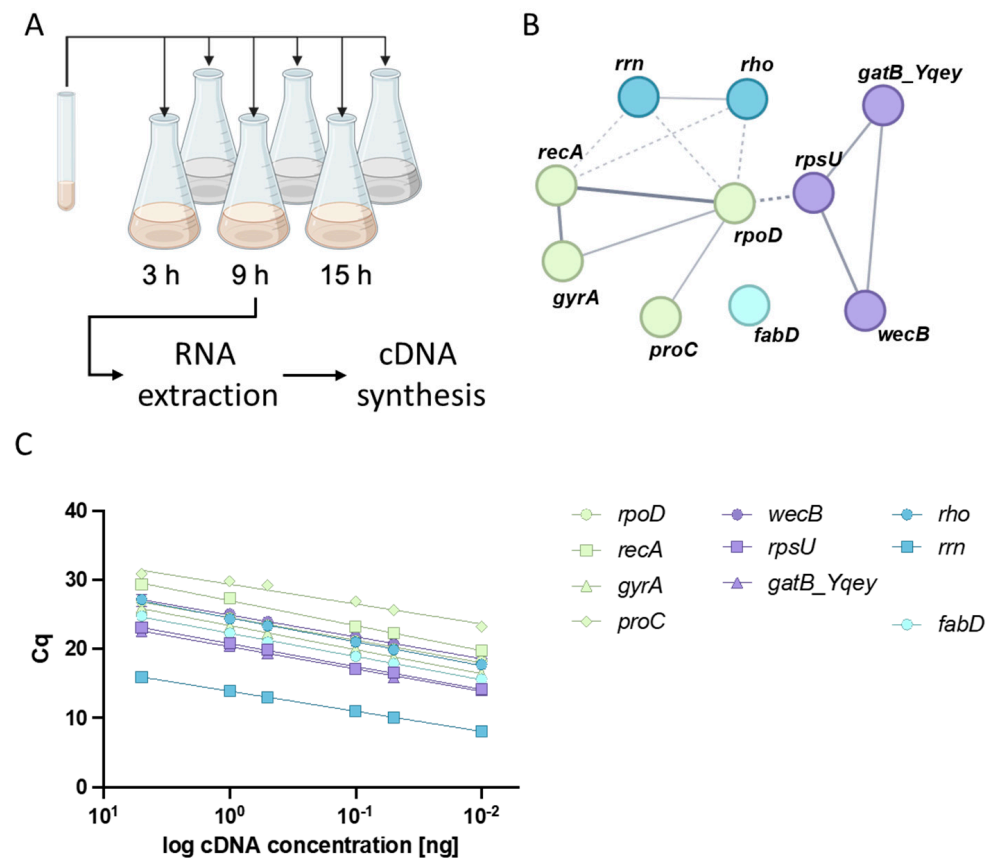 A
3 h
9 h
15 h
RNA
extraction
cDNA
synthesis
B
rrn
rho
gatB_Yqey
recA
rpsU
rpoD
gyrA
proC
fabD
wecB
C
40
30
20
10
0
Cq
10¹
10⁰
10⁻¹
10⁻²
log cDNA concentration [ng]
rpoD
recA
gyrA
proC
wecB
rpsU
gatB_Yqey
rho
rrn
fabD